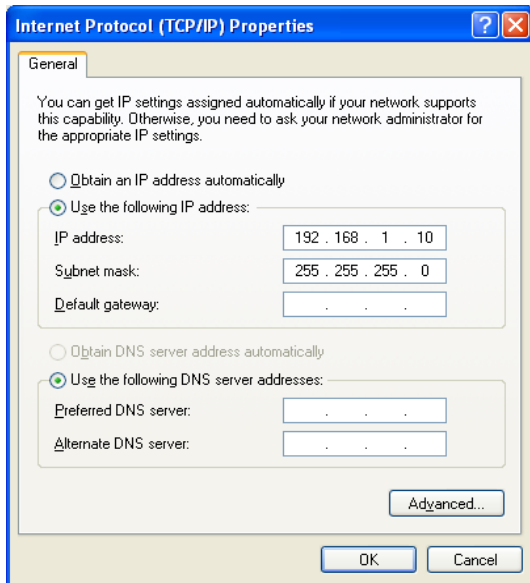 Internet Protocol (TCP/IP) Properties
General
You can get IP settings assigned automatically if your network supports
this capability. Otherwise, you need to ask your network administrator for
the appropriate IP settings.
Obtain an IP address automatically
Use the following IP address:
IP address: 192 . 168 . 1 . 10
Subnet mask: 255 . 255 . 255 . 0
Default gateway: . . .
Obtain DNS server address automatically
Use the following DNS server addresses:
Preferred DNS server: . . .
Alternate DNS server: . . .
Advanced...
OK Cancel